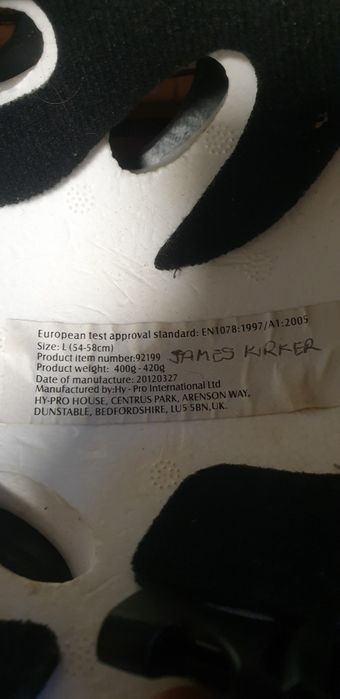 European test approval standard: EN1078:1997/A1:2005
Size: L (54-58cm)
Product item number:92199 JAMES KIRKER
Product weight: 400g - 420g
Date of manufacture: 20120327
Manufactured by:Hy - Pro International Ltd
HY-PRO HOUSE, CENTRUS PARK, ARENSON WAY,
DUNSTABLE, BEDFORDSHIRE, LU5 5BN,UK.